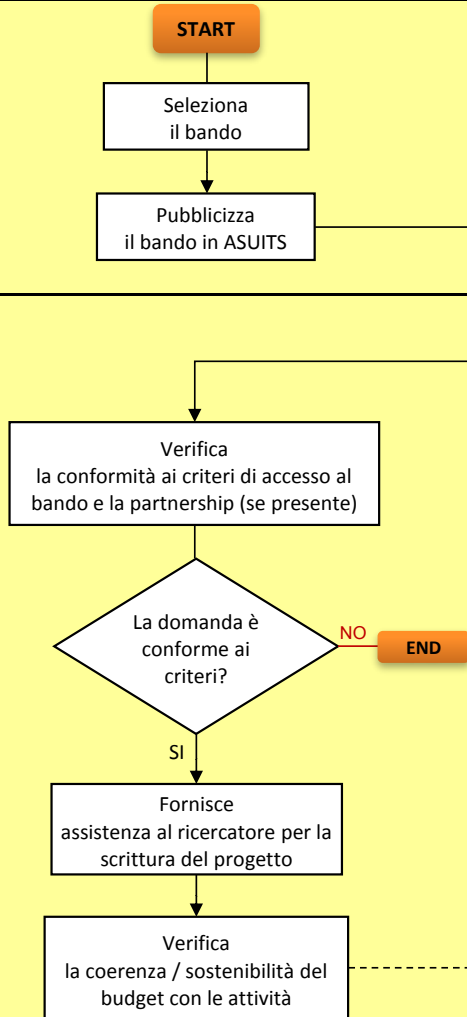 START
Seleziona
il bando
Pubblicizza
il bando in ASUITS
Verifica
la conformità ai criteri di accesso al
bando e la partnership (se presente)
La domanda è
conforme ai
criteri?
NO
END
SI
Fornisce
assistenza al ricercatore per la
scrittura del progetto
Verifica
la coerenza / sostenibilità del
budget con le attività